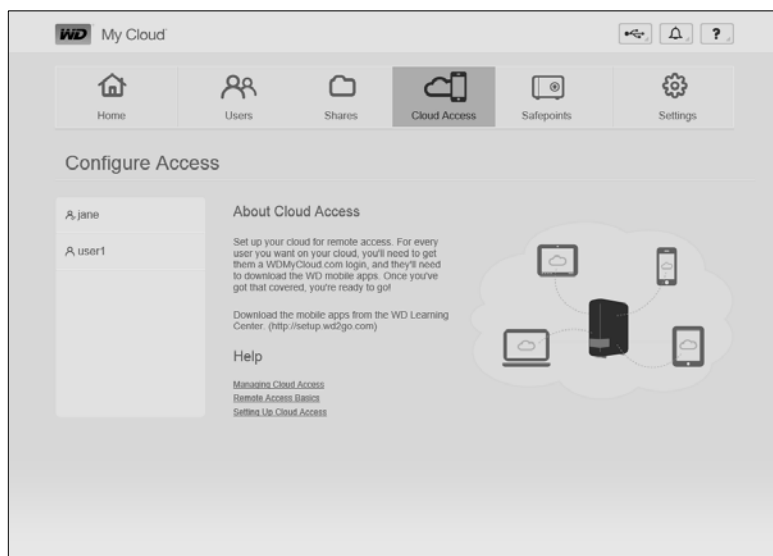 WD My Cloud
?
Home
Users
Shares
Cloud Access
Safepoints
Settings
Configure Access
jane
user1
About Cloud Access
Set up your cloud for remote access. For every
user you want on your cloud, you'll need to get
them a WDMyCloud.com login, and they'll need
to download the WD mobile apps. Once you've
got that covered, you're ready to go!
Download the mobile apps from the WD Learning
Center. (http://setup.wd2go.com)
Help
Managing Cloud Access
Remote Access Basics
Setting Up Cloud Access